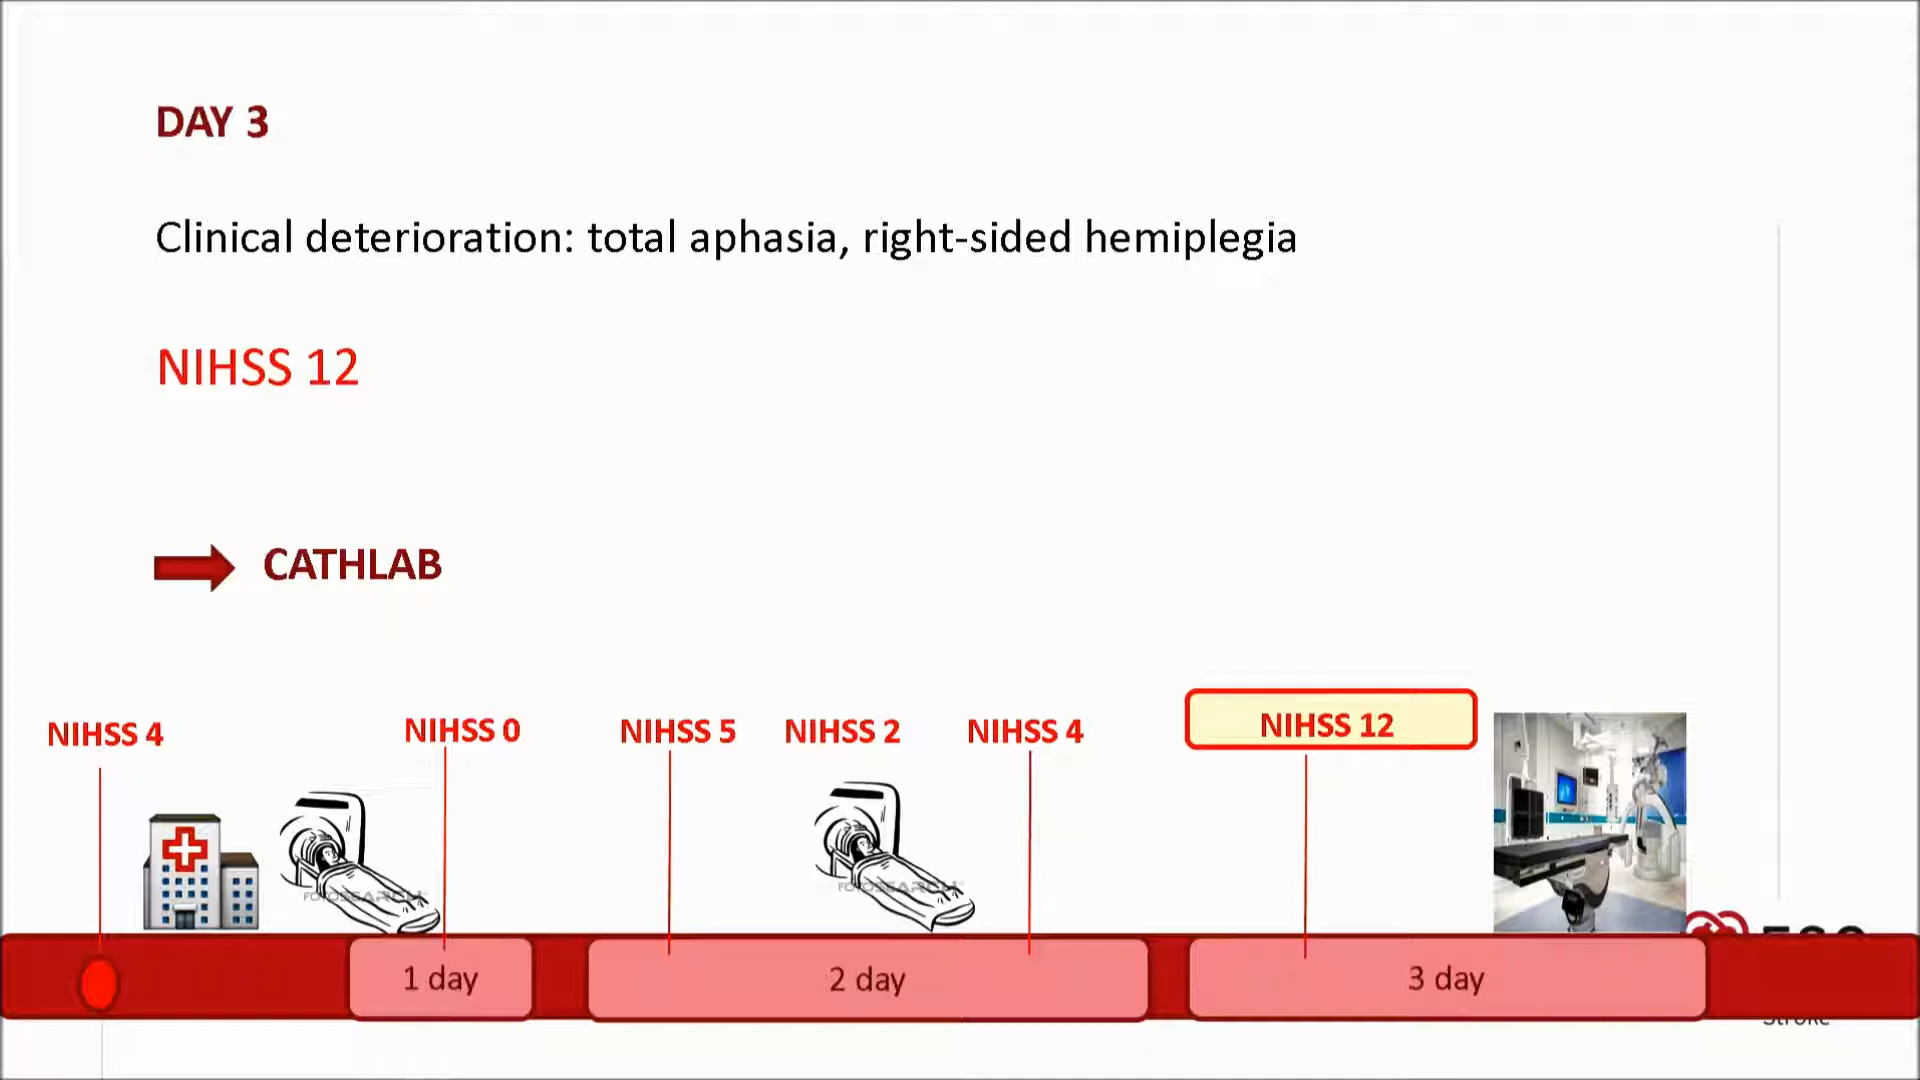 DAY 3
Clinical deterioration: total aphasia, right-sided hemiplegia
NIHSS 12
CATHLAB
NIHSS 4
NIHSS 0
NIHSS 5
NIHSS 2
NIHSS 4
NIHSS 12
1 day
2 day
3 day